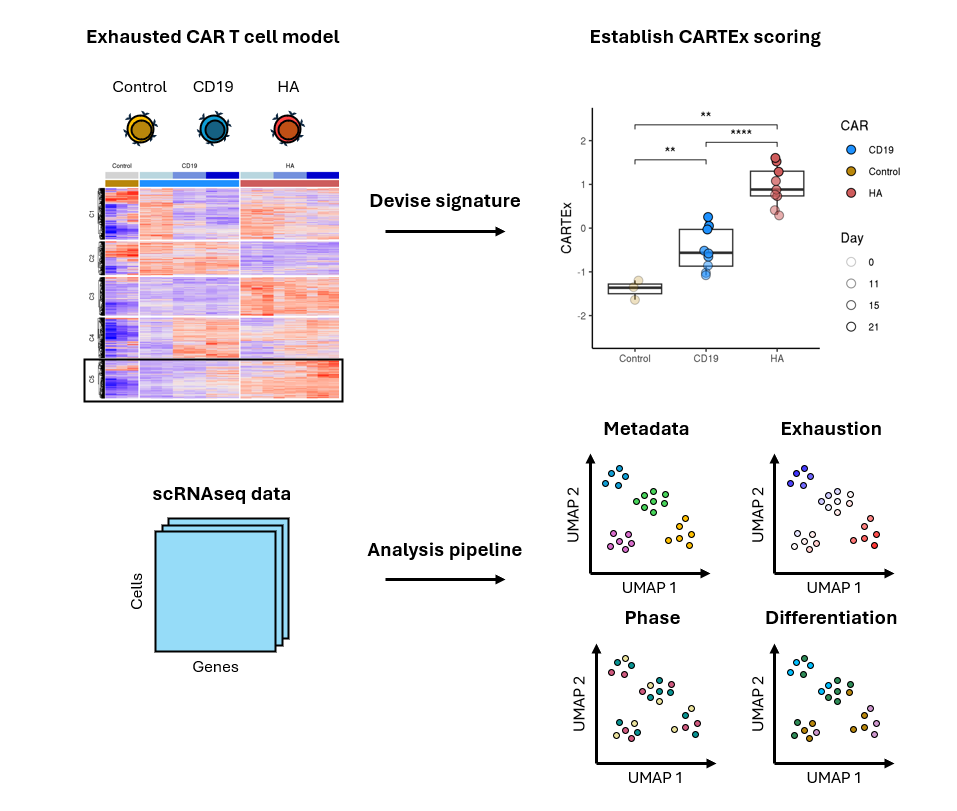 Exhausted CAR T cell model
Control
CD19
HA
Control
CD19
HA
C1
C2
C3
C4
C5
Devise signature
Establish CARTEx scoring
**
****
**
CARTEx
2
1
0
-1
-2
Control
CD19
HA
CAR
CD19
Control
HA
Day
0
11
15
21
scRNAseq data
Cells
Genes
Analysis pipeline
Metadata
UMAP 2
UMAP 1
Exhaustion
UMAP 2
UMAP 1
Phase
UMAP 2
UMAP 1
Differentiation
UMAP 2
UMAP 1